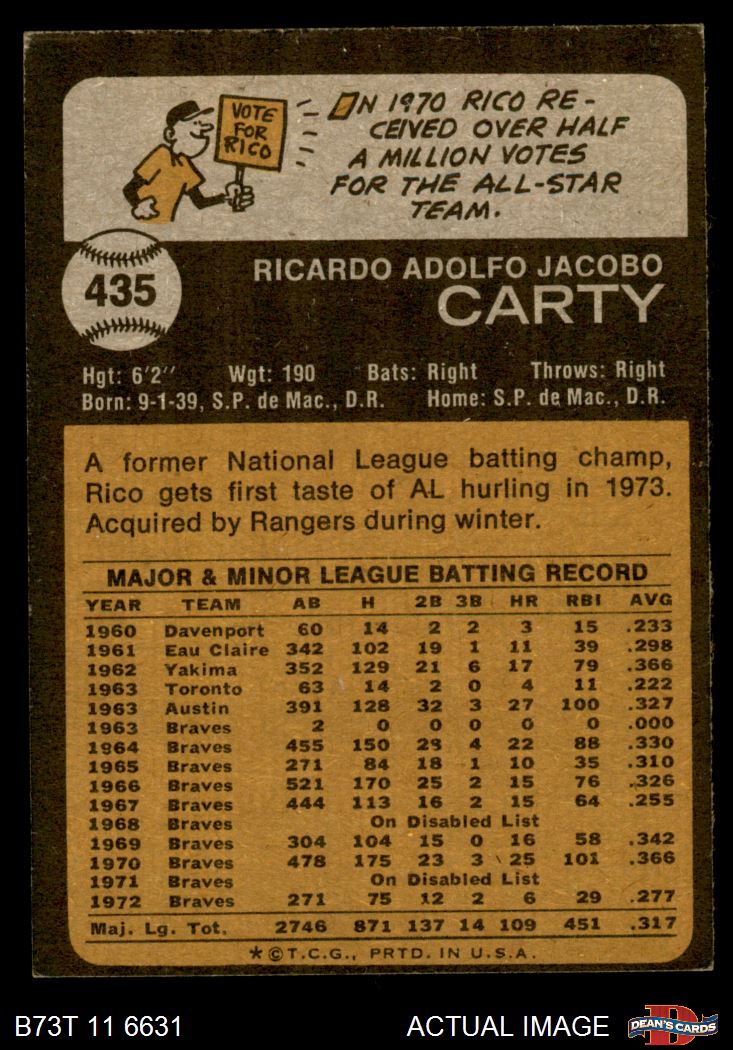 VOTE
FOR
RICO
IN 1970 RICO RE-
CEIVED OVER HALF
A MILLION VOTES
FOR THE ALL-STAR
TEAM.
435
RICARDO ADOLFO JACOBO
CARTY
Hgt: 6'2'' Wgt: 190 Bats: Right Throws: Right
Born: 9-1-39, S.P. de Mac., D.R. Home: S.P. de Mac., D.R.
A former National League batting champ,
Rico gets first taste of AL hurling in 1973.
Acquired by Rangers during winter.
MAJOR & MINOR LEAGUE BATTING RECORD
YEAR TEAM AB H 2B 3B HR RBI AVG
1960 Davenport 60 14 2 2 3 15 .233
1961 Eau Claire 342 102 19 1 11 39 .298
1962 Yakima 352 129 21 6 17 79 .366
1963 Toronto 63 14 2 0 4 11 .222
1963 Austin 391 128 32 3 27 100 .327
1963 Braves 2 0 0 0 0 0 .000
1964 Braves 455 150 28 4 22 88 .330
1965 Braves 271 84 18 1 10 35 .310
1966 Braves 521 170 25 2 15 76 .326
1967 Braves 444 113 16 2 15 64 .255
1968 Braves On Disabled List
1969 Braves 304 104 15 0 16 58 .342
1970 Braves 478 175 23 3 25 101 .366
1971 Braves On Disabled List
1972 Braves 271 75 12 2 6 29 .277
Maj. Lg. Tot. 2746 871 137 14 109 451 .317
*©T.C.G., PRTD. IN U.S.A.
B73T 11 6631 ACTUAL IMAGE
D
DEAN'S CARDS